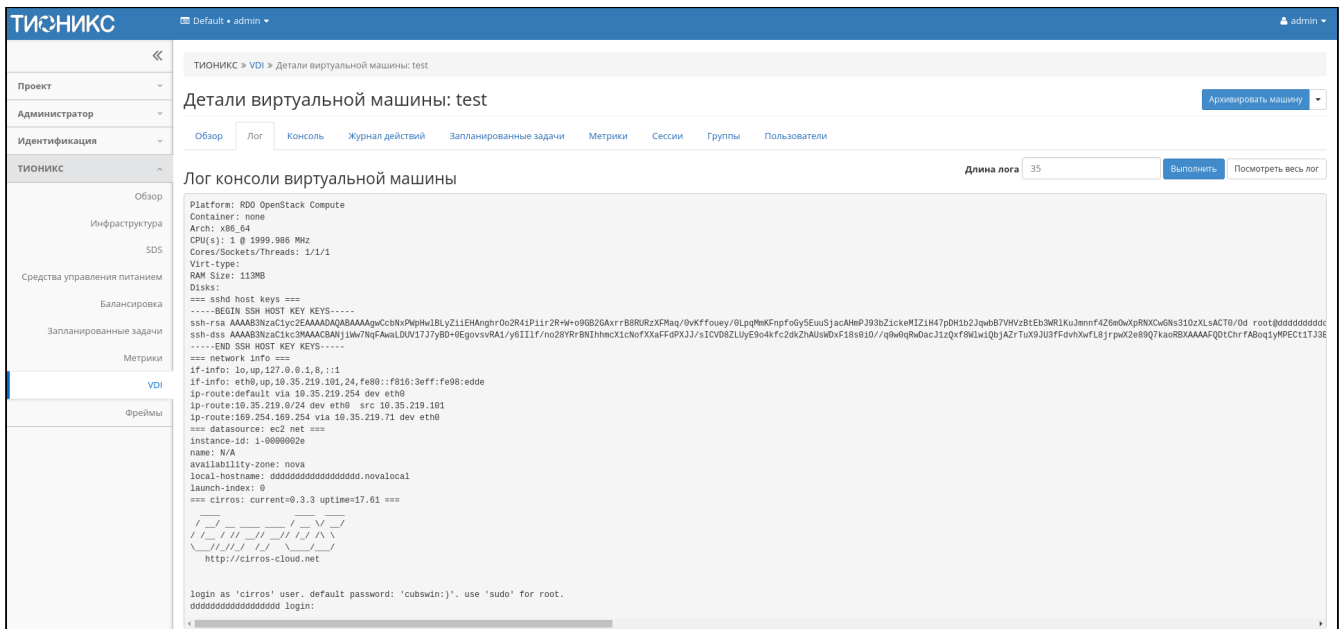 ТИОНИКС
Default • admin
admin
ТИОНИКС » VDI » Детали виртуальной машины: test
Проект
Администратор
Идентификация
ТИОНИКС
Обзор
Инфраструктура
SDS
Средства управления питанием
Балансировка
Запланированные задачи
Метрики
VDI
Фреймы
Детали виртуальной машины: test
Архивировать машину
Обзор Лог Консоль Журнал действий Запланированные задачи Метрики Сессии Группы Пользователи
Лог консоли виртуальной машины
Длина лога 35 Выполнить Посмотреть весь лог
Platform: RDO OpenStack Compute
Container: none
Arch: x86_64
CPU(s): 1 @ 1999.986 MHz
Cores/Sockets/Threads: 1/1/1
Virt-type:
RAM Size: 113MB
Disks:
=== sshd host keys ===
-----BEGIN SSH HOST KEY KEYS-----
ssh-rsa
ssh-dss
-----END SSH HOST KEY KEYS-----
=== network info ===
if-info: lo,up,127.0.0.1,8,::1
if-info: eth0,up,10.35.219.101,24,fe80::f816:3eff:fe98:edde
ip-route:default via 10.35.219.254 dev eth0
ip-route:10.35.219.0/24 dev eth0  src 10.35.219.101
ip-route:169.254.169.254 via 10.35.219.71 dev eth0
=== datasource: ec2 net ===
instance-id: i-0000002e
name: N/A
availability-zone: nova
local-hostname: dddddddddddddddddd.novalocal
launch-index: 0
=== cirros: current=0.3.3 uptime=17.61 ===
http://cirros-cloud.net
login as 'cirros' user. default password: 'cubswin:)'. use 'sudo' for root.
dddddddddddddddddd login: